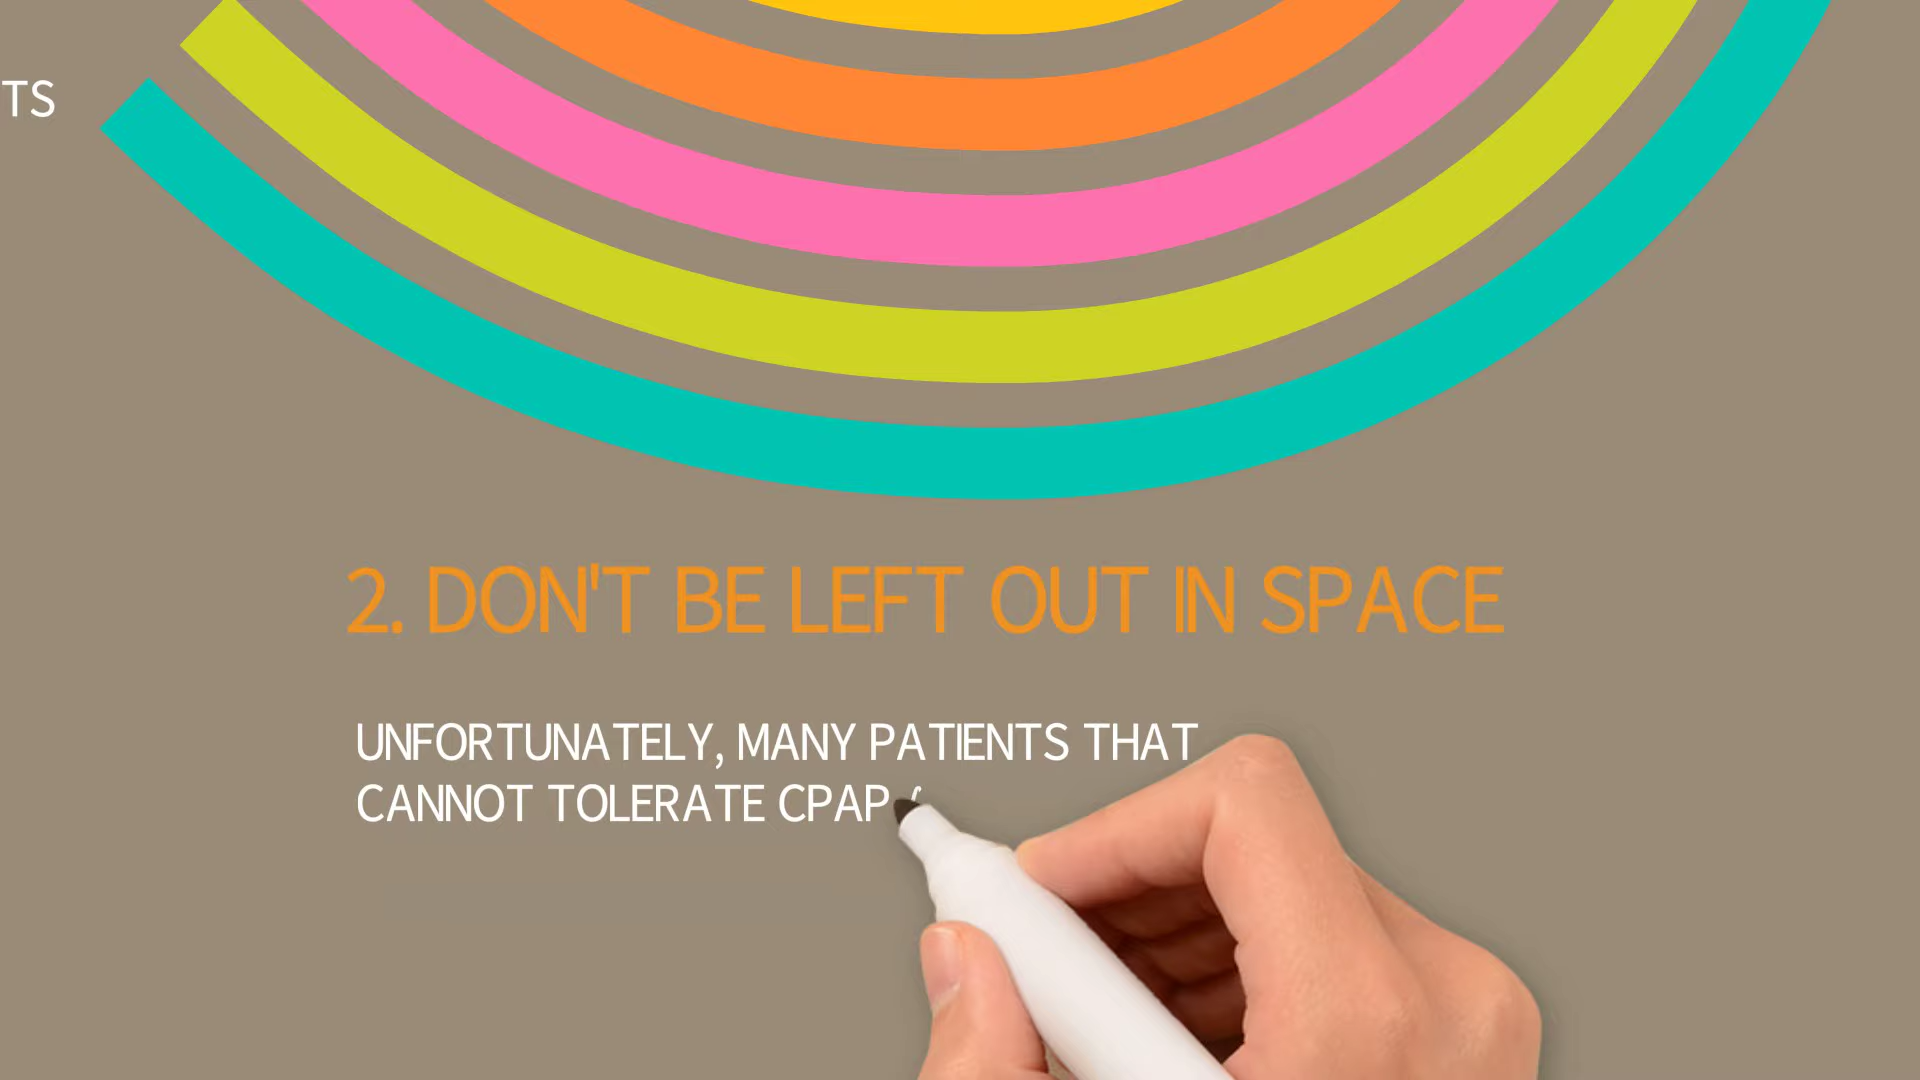 TS
2. DON'T BE LEFT OUT IN SPACE
UNFORTUNATELY, MANY PATIENTS THAT
CANNOT TOLERATE CPAP